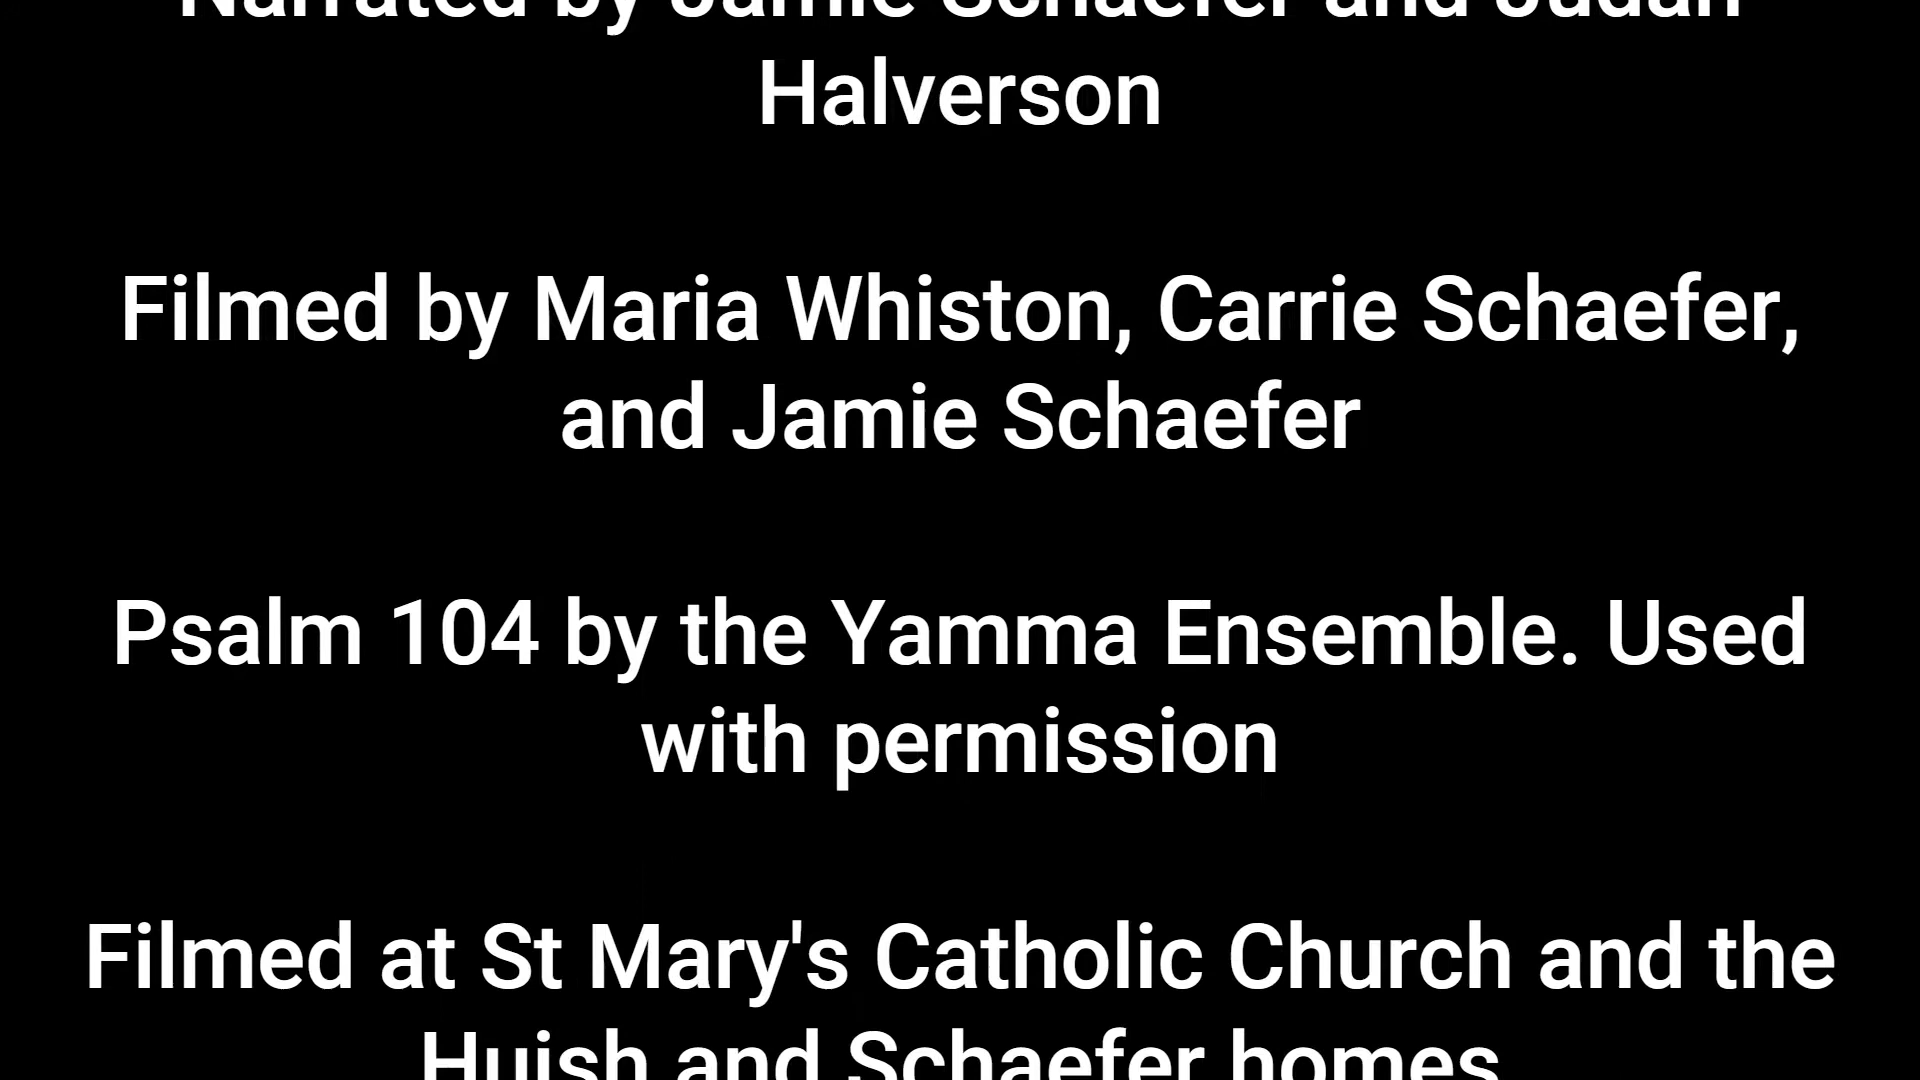 Narrated by Jamie Schaefer and Judah
Halverson
Filmed by Maria Whiston, Carrie Schaefer,
and Jamie Schaefer
Psalm 104 by the Yamma Ensemble. Used
with permission
Filmed at St Mary's Catholic Church and the
Huish and Schaefer homes